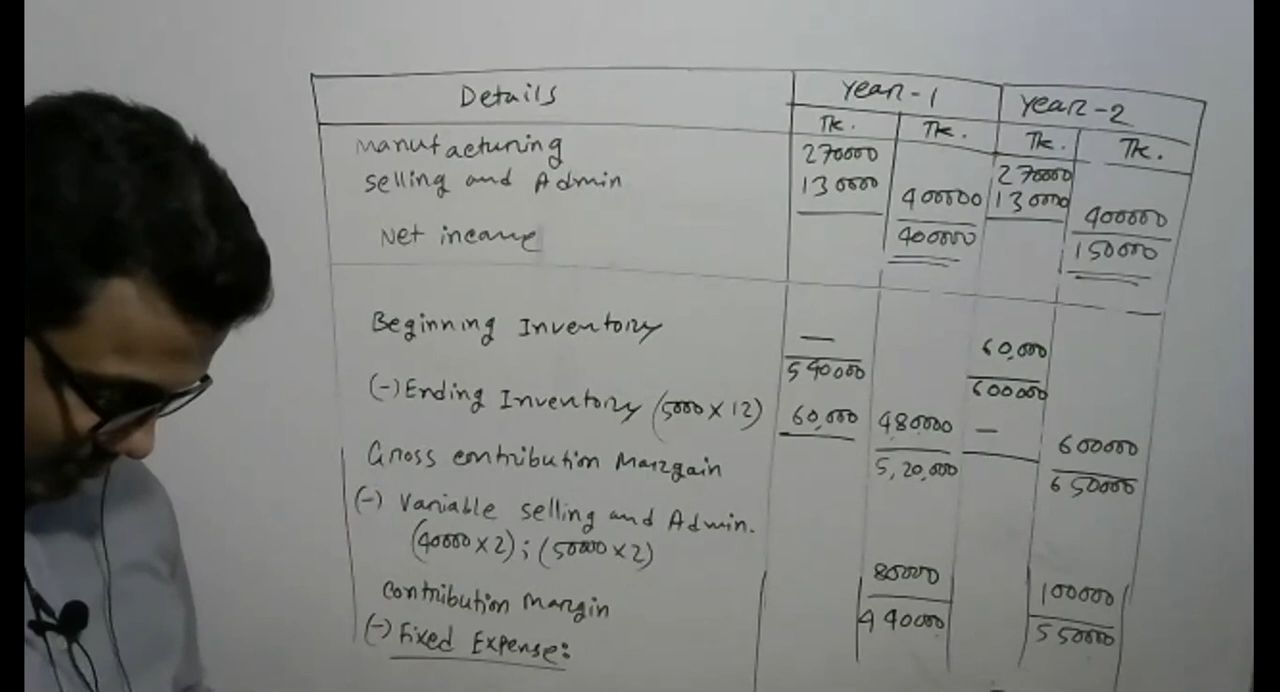 Details Year-1 Year-2
Tk. Tk. Tk. Tk.
Manufacturing 270000 270000
Selling and Admin 130000 400000 130000 400000
Net income 400000 150000
Beginning Inventory — 60,000
540000 600000
(-) Ending Inventory (5000 × 12) 60,000 480000 — 600000
Gross contribution Margain 5,20,000 650000
(-) Variable selling and Admin.
(40000 × 2) ; (50000 × 2) 80000 100000
Contribution Margin 440000 550000
(-) Fixed Expense: